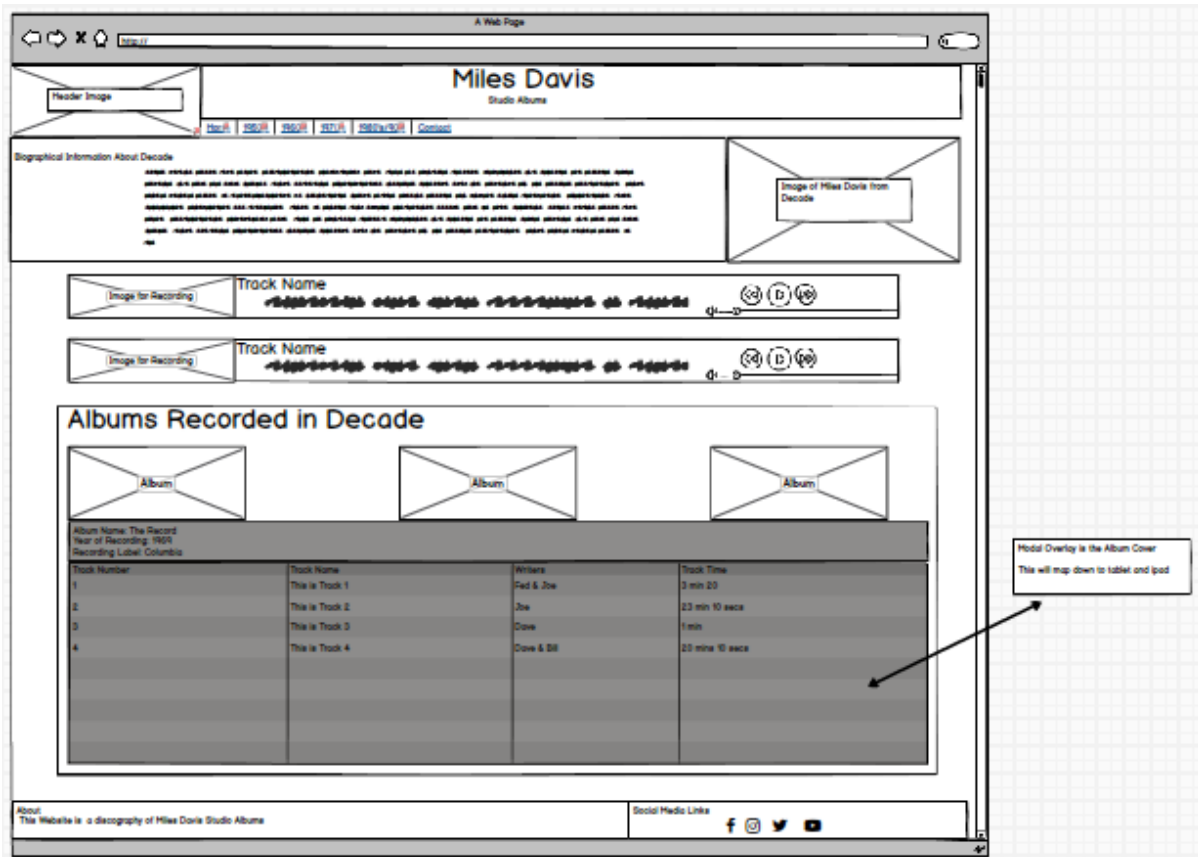 A Web Page
http://
Miles Davis
Studio Albums
Header Image
1950 1960 1970 1980's/90 Contact
Biographical Information About Decade
Image of Miles Davis from
Decade
Image for Recording
Track Name
Image for Recording
Track Name
Albums Recorded in Decade
Album Album Album
Album Name: The Record
Year of Recording: 1989
Recording Label: Columbia
Track Number Track Name Writers Track Time
1 This is Track 1 Fed & Joe 3 min 20
2 This is Track 2 Joe 23 min 10 secs
3 This is Track 3 Dave 1 min
4 This is Track 4 Dave & Bill 20 mins 10 secs
Modal Overlay is the Album Cover
This will map down to tablet and ipad
About
This Website is a discography of Miles Davis Studio Albums
Social Media Links